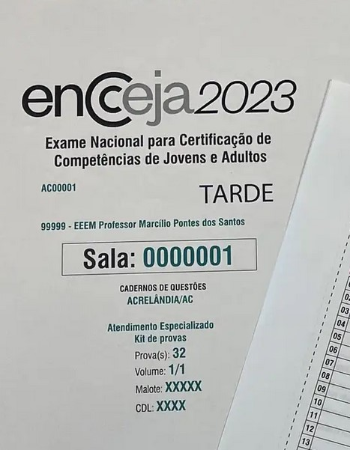 encceja2023
Exame Nacional para Certificação de
Competências de Jovens e Adultos
AC00001
TARDE
99999 - EEEM Professor Marcílio Pontes dos Santos
Sala: 0000001
CADERNOS DE QUESTÕES
ACRELÂNDIA/AC
Atendimento Especializado
Kit de provas
Prova(s): 32
Volume: 1/1
Malote: XXXXX
CDL: XXXX
03
04
05
06
07
08
09
10
11
12
13